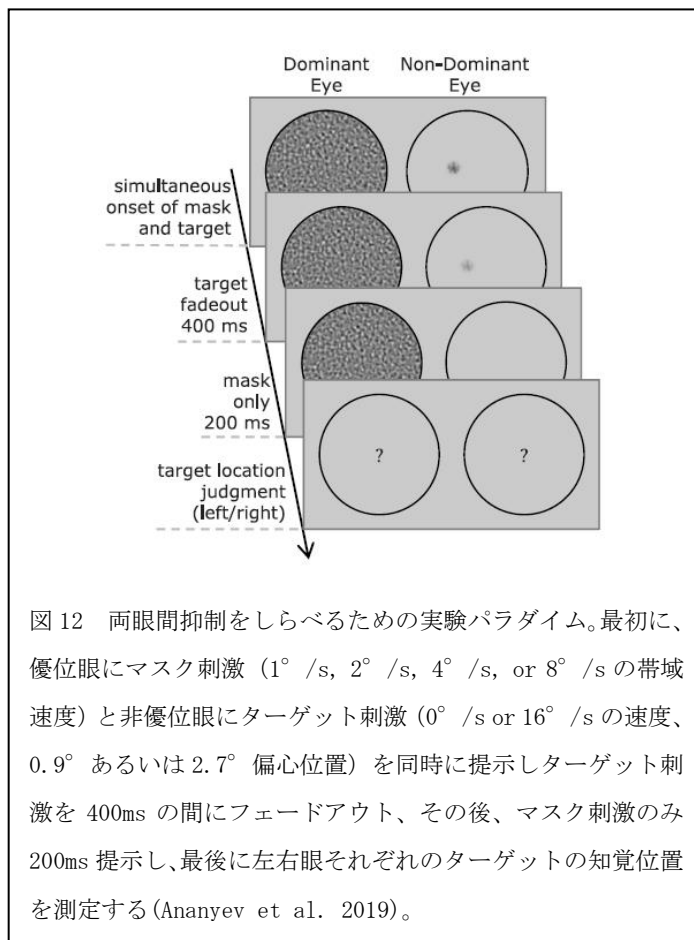 Dominant Eye
Non-Dominant Eye
simultaneous
onset of mask
and target
target
fadeout
400 ms
mask
only
200 ms
? ?
target location
judgment
(left/right)
図 12　両眼間抑制をしらべるための実験パラダイム。最初に、
優位眼にマスク刺激（1° /s, 2° /s, 4° /s, or 8° /s の帯域
速度）と非優位眼にターゲット刺激（0° /s or 16° /s の速度、
0.9° あるいは 2.7° 偏心位置）を同時に提示しターゲット刺
激を 400ms の間にフェードアウト、その後、マスク刺激のみ
200ms 提示し、最後に左右眼それぞれのターゲットの知覚位置
を測定する(Ananyev et al. 2019)。